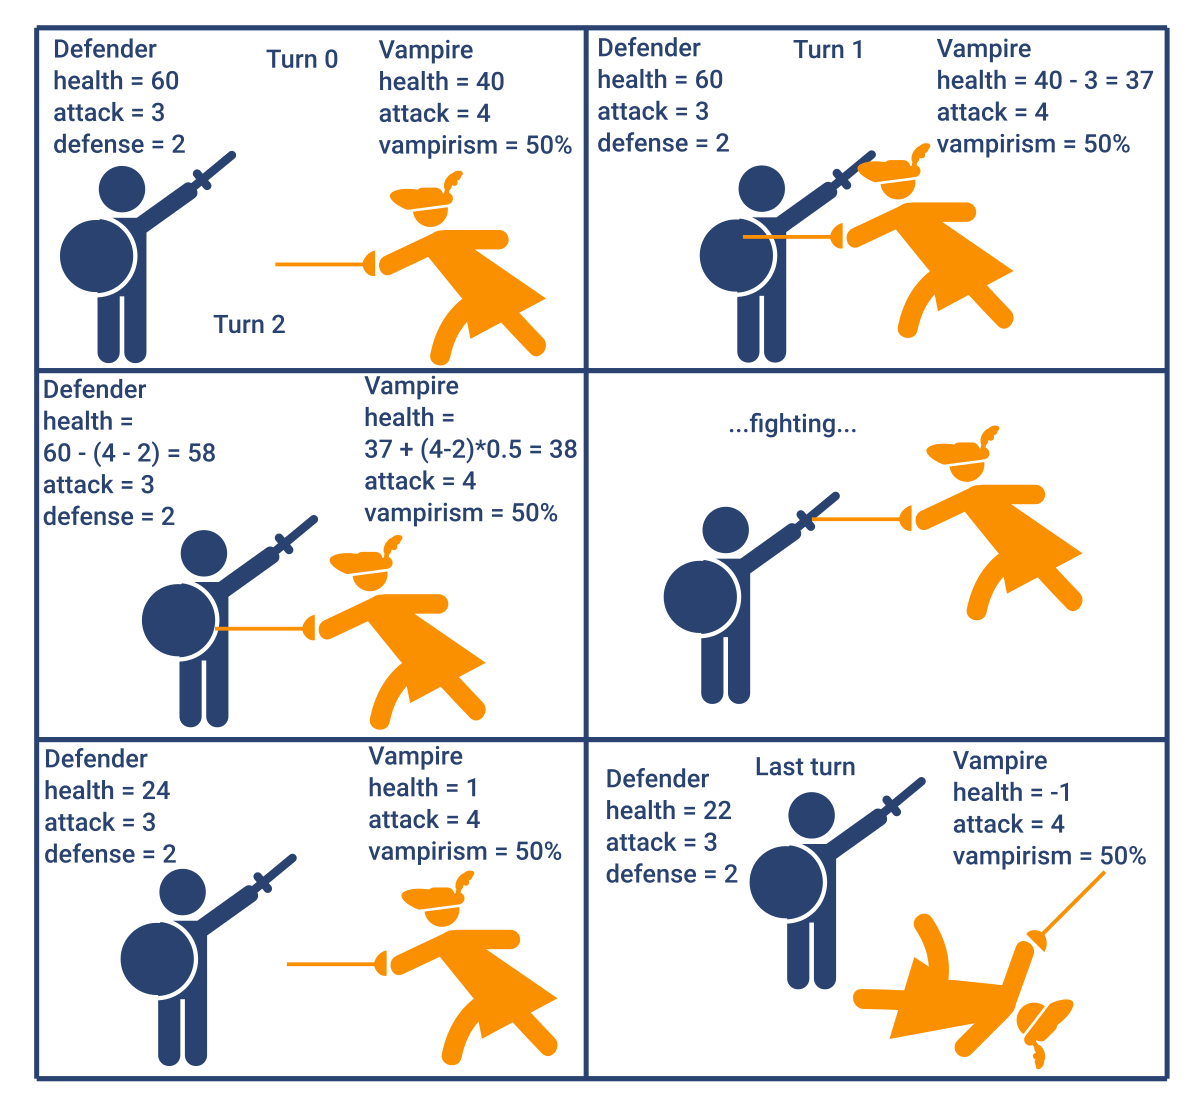 Defender
health = 60
attack = 3
defense = 2
Turn 0
Vampire
health = 40
attack = 4
vampirism = 50%
Turn 2
Defender
health = 60
attack = 3
defense = 2
Turn 1
Vampire
health = 40 - 3 = 37
attack = 4
vampirism = 50%
Defender
health =
60 - (4 - 2) = 58
attack = 3
defense = 2
Vampire
health =
37 + (4-2)*0.5 = 38
attack = 4
vampirism = 50%
...fighting...
Defender
health = 24
attack = 3
defense = 2
Vampire
health = 1
attack = 4
vampirism = 50%
Defender
health = 22
attack = 3
defense = 2
Last turn
Vampire
health = -1
attack = 4
vampirism = 50%